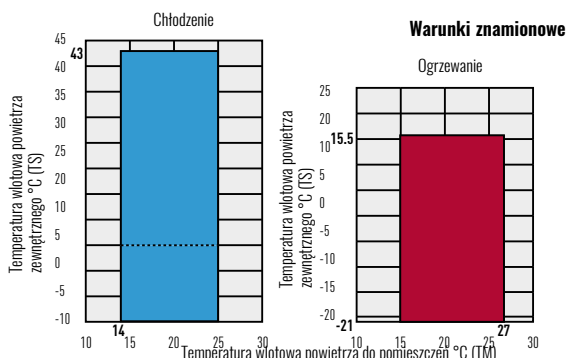 Warunki znamionowe
Chłodzenie
Temperatura wlotowa powietrza
zewnętrznego °C (TS)
45
43
40
35
30
25
20
10
5
0
-5
-10
14
10 15 20 25 30
Ogrzewanie
Temperatura wlotowa powietrza
zewnętrznego °C (TS)
25
20
15.5
10
5
0
-5
-10
-15
-20
-21
27
10 15 20 25 30
Temperatura wlotowa powietrza do pomieszczeń °C (TM)